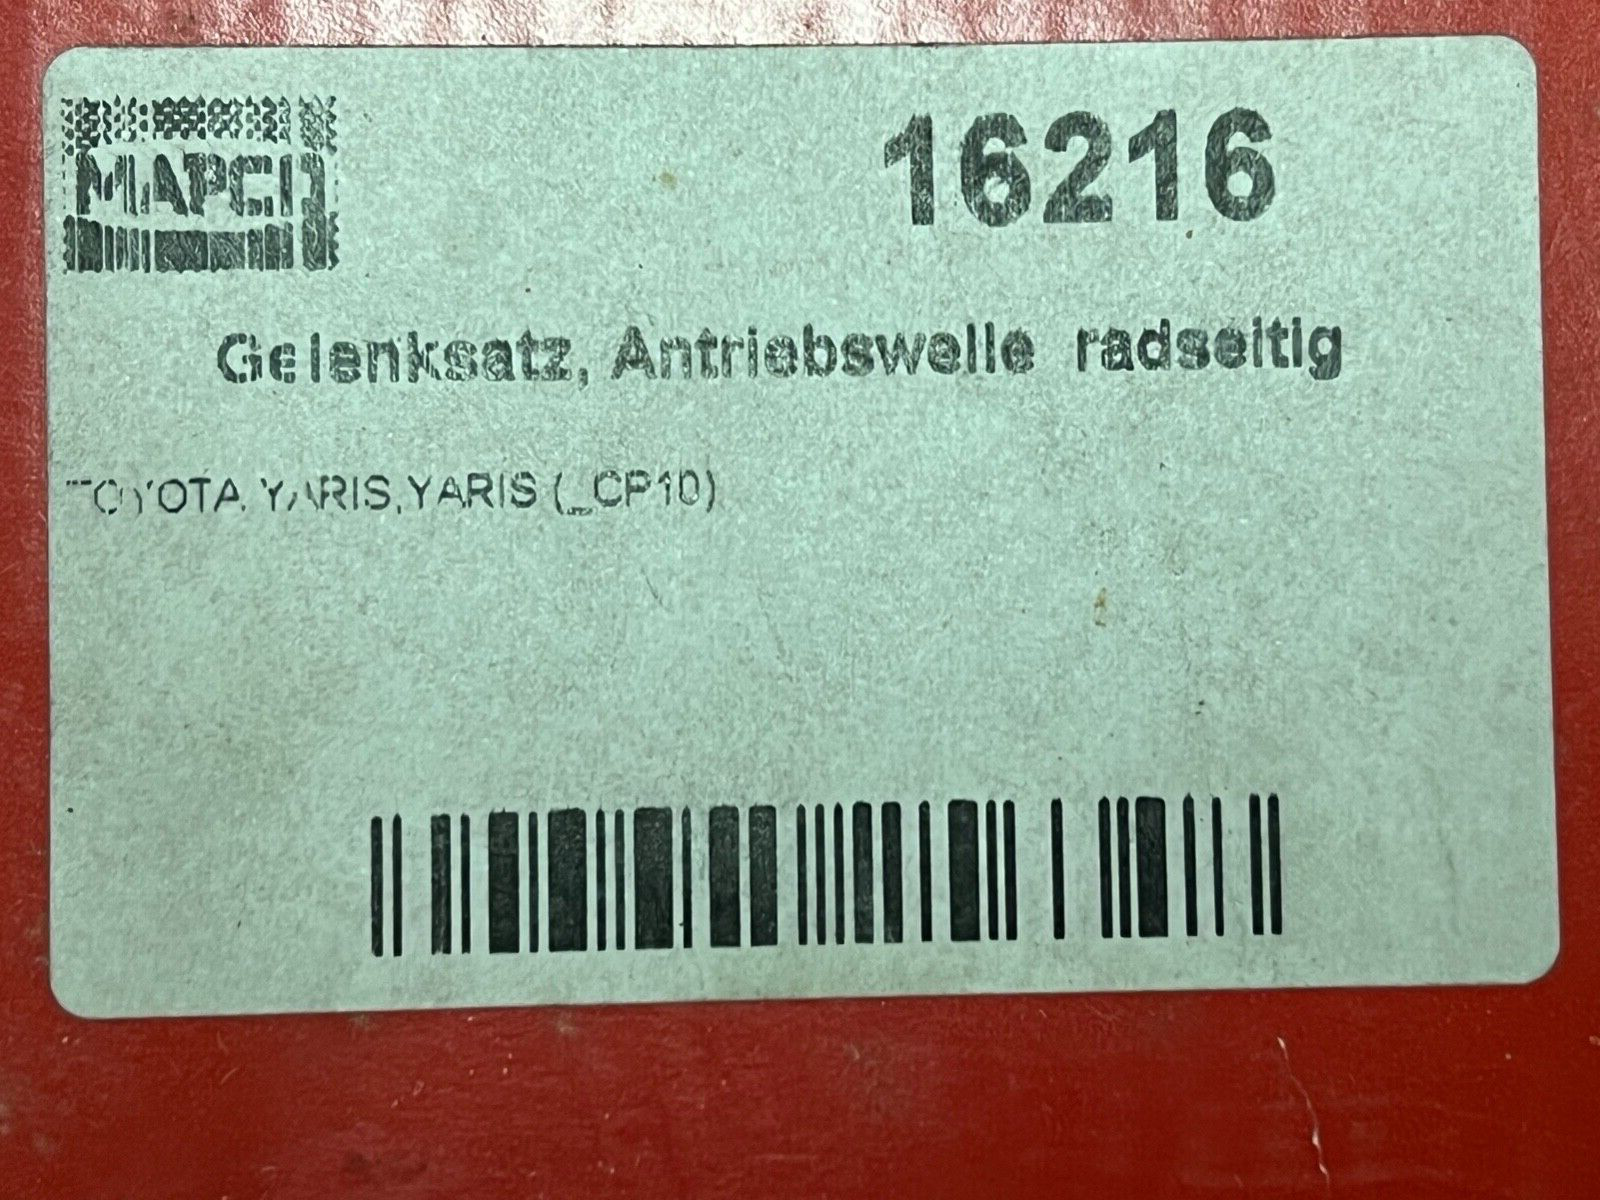 MAPCO
16216
Gelenksatz, Antriebswelle radseitig
TOYOTA YARIS,YARIS (_CP10)